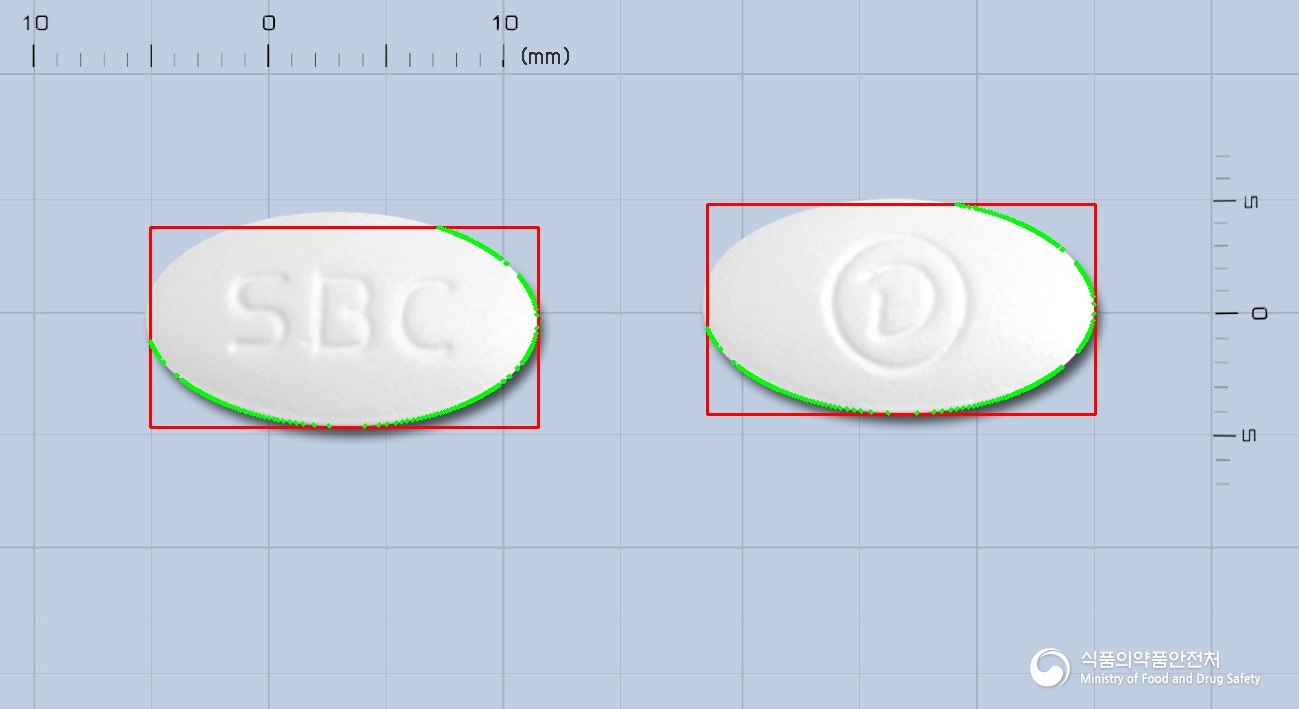 10 0 10
(mm)
SBC
D
5
0
5
식품의약품안전처
Ministry of Food and Drug Safety